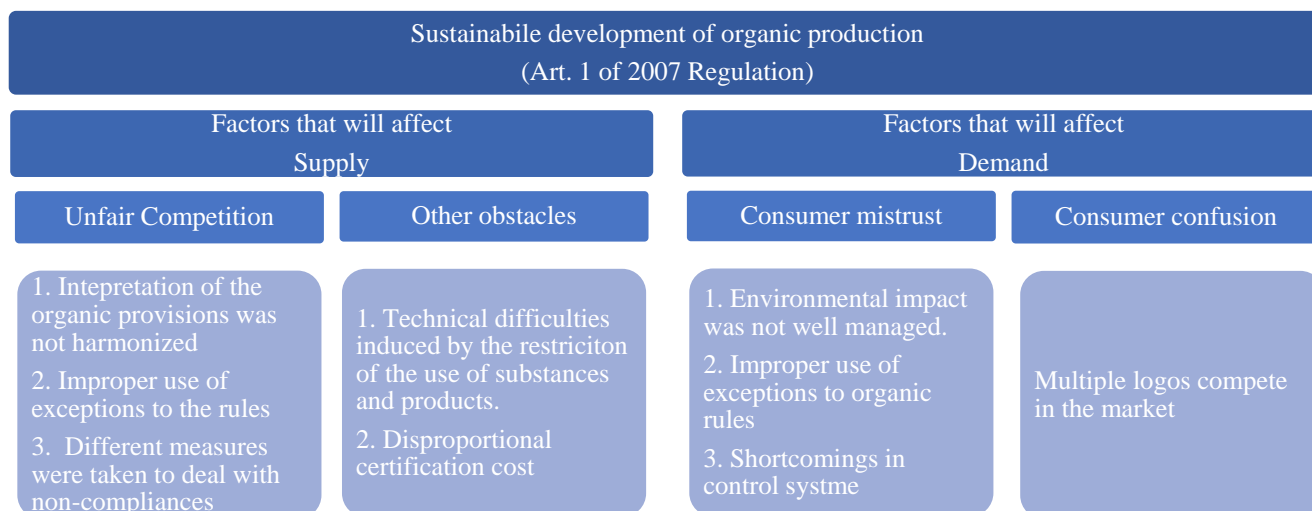 Sustainabile development of organic production
(Art. 1 of 2007 Regulation)
Factors that will affect
Supply
Factors that will affect
Demand
Unfair Competition
Other obstacles
Consumer mistrust
Consumer confusion
1. Intepretation of the
organic provisions was
not harmonized
2. Improper use of
exceptions to the rules
3. Different measures
were taken to deal with
non-compliances
1. Technical difficulties
induced by the restriciton
of the use of substances
and products.
2. Disproportional
certification cost
1. Environmental impact
was not well managed.
2. Improper use of
exceptions to organic
rules
3. Shortcomings in
control systme
Multiple logos compete
in the market